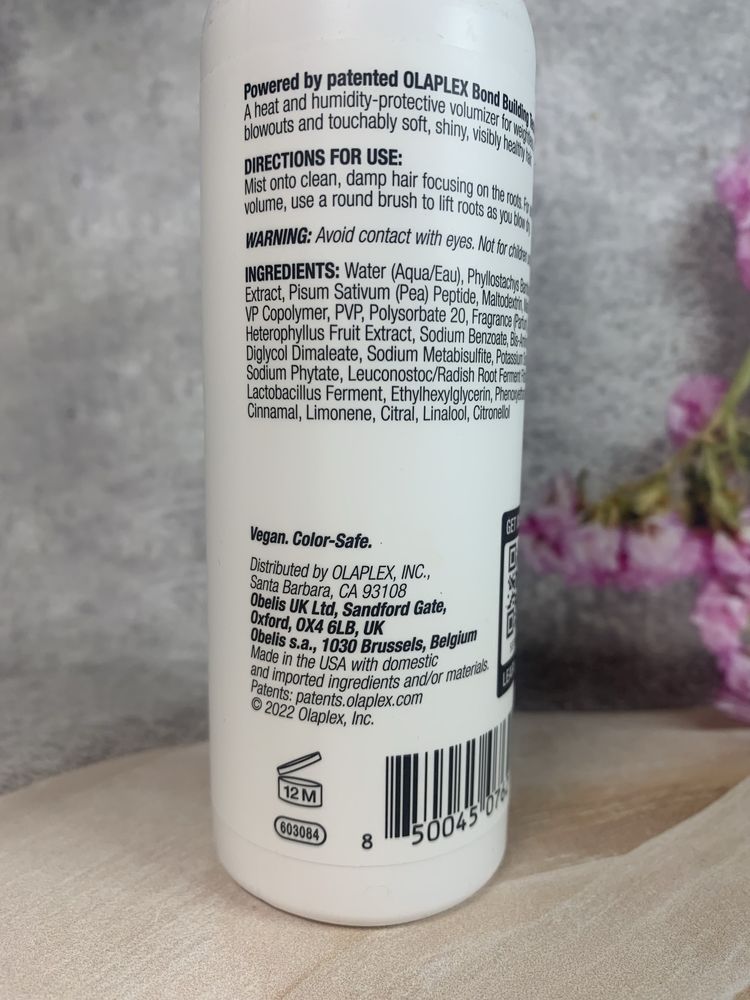 Powered by patented OLAPLEX Bond Building
A heat and humidity-protective volumizer for
blowouts and touchably soft, shiny, visibly healthy
DIRECTIONS FOR USE:
Mist onto clean, damp hair focusing on the roots. For
volume, use a round brush to lift roots as you blow
WARNING: Avoid contact with eyes. Not for children
INGREDIENTS: Water (Aqua/Eau), Phyllostachys
Extract, Pisum Sativum (Pea) Peptide, Maltodextrin,
VP Copolymer, PVP, Polysorbate 20, Fragrance
Heterophyllus Fruit Extract, Sodium Benzoate,
Diglycol Dimaleate, Sodium Metabisulfite, Potassium
Sodium Phytate, Leuconostoc/Radish Root Ferment
Lactobacillus Ferment, Ethylhexylglycerin,
Cinnamal, Limonene, Citral, Linalool, Citronellol
Vegan. Color-Safe.
Distributed by OLAPLEX, INC.,
Santa Barbara, CA 93108
Obelis UK Ltd, Sandford Gate,
Oxford, OX4 6LB, UK
Obelis s.a., 1030 Brussels, Belgium
Made in the USA with domestic
and imported ingredients and/or materials.
Patents: patents.olaplex.com
© 2022 Olaplex, Inc.
GET
12 M
603084
8 50045 076